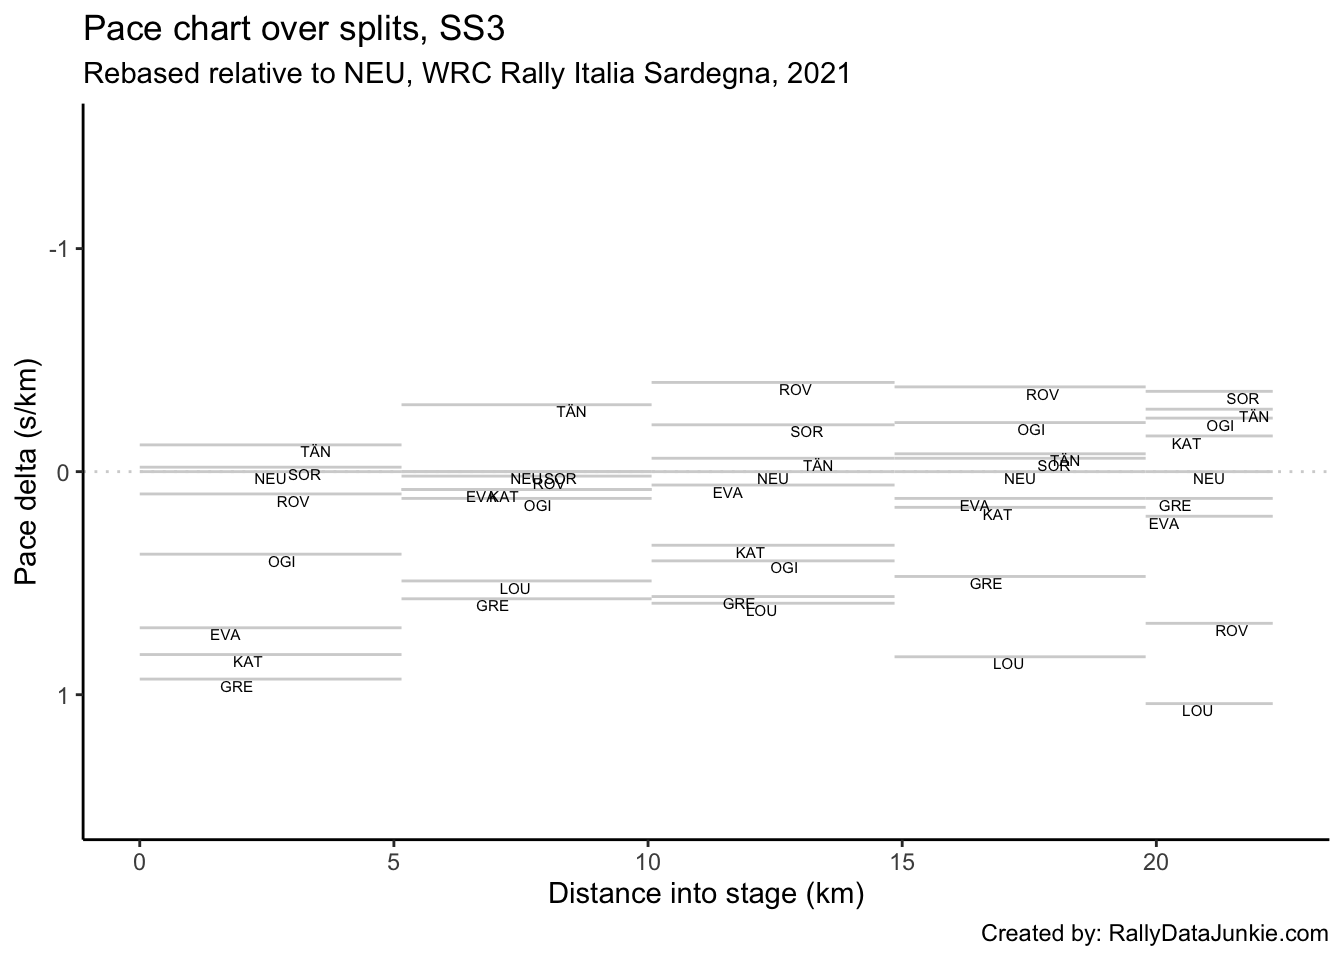 Pace chart over splits, SS3
Rebased relative to NEU, WRC Rally Italia Sardegna, 2021
Pace delta (s/km)
-1
0
1
TÄN
SOR
NEU
ROV
OGI
EVA
KAT
GRE
TÄN
NEU
SOR
ROV
EVA
KAT
OGI
LOU
GRE
ROV
SOR
TÄN
NEU
EVA
KAT
OGI
GRE
LOU
ROV
OGI
TÄN
SOR
NEU
EVA
KAT
GRE
LOU
SOR
TÄN
OGI
KAT
NEU
GRE
EVA
ROV
LOU
0 5 10 15 20
Distance into stage (km)
Created by: RallyDataJunkie.com